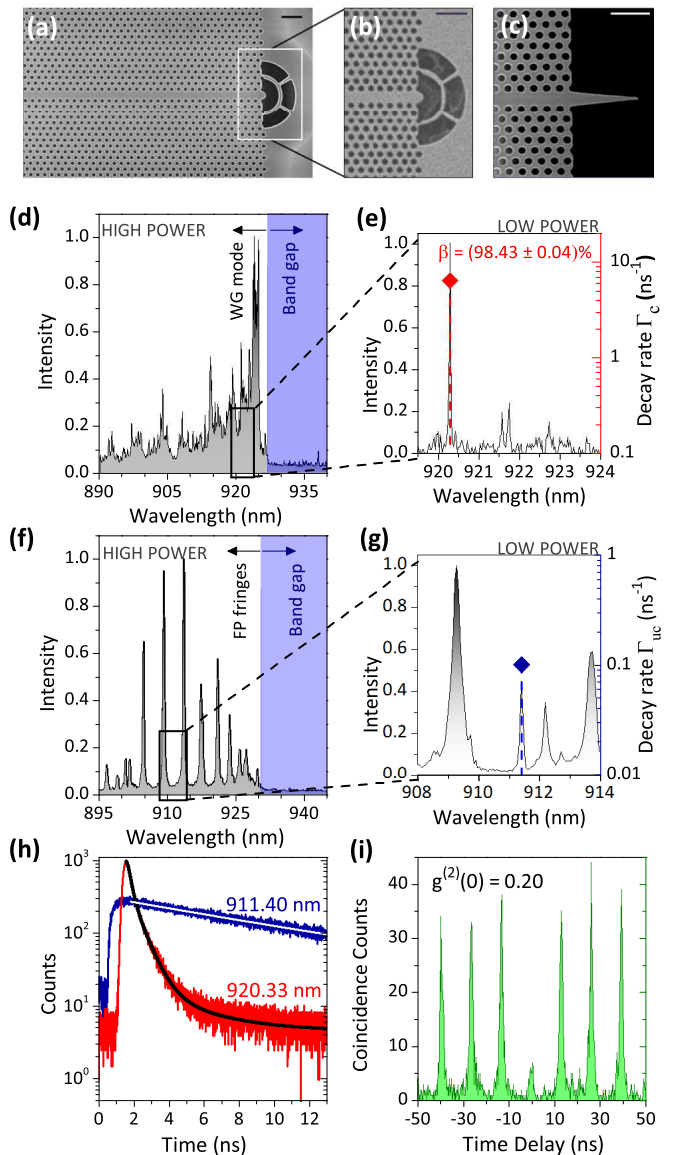 (a)
(b)
(c)
(d)
HIGH POWER
WG mode
Band gap
Intensity
1.0
0.8
0.6
0.4
0.2
0.0
890 905 920 935
Wavelength (nm)
(e)
LOW POWER
β = (98.43 ± 0.04)%
Intensity
1.0
0.8
0.6
0.4
0.2
0.0
Decay rate Γc (ns⁻¹)
10
1
0.1
920 921 922 923 924
Wavelength (nm)
(f)
HIGH POWER
FP fringes
Band gap
Intensity
1.0
0.8
0.6
0.4
0.2
0.0
895 910 925 940
Wavelength (nm)
(g)
LOW POWER
Intensity
1.0
0.8
0.6
0.4
0.2
0.0
Decay rate Γuc (ns⁻¹)
1
0.1
0.01
908 910 912 914
Wavelength (nm)
(h)
911.40 nm
920.33 nm
Counts
10³
10²
10¹
10⁰
0 2 4 6 8 10 12
Time (ns)
(i)
g⁽²⁾(0) = 0.20
Coincidence Counts
40
30
20
10
0
-50 -30 -10 10 30 50
Time Delay (ns)